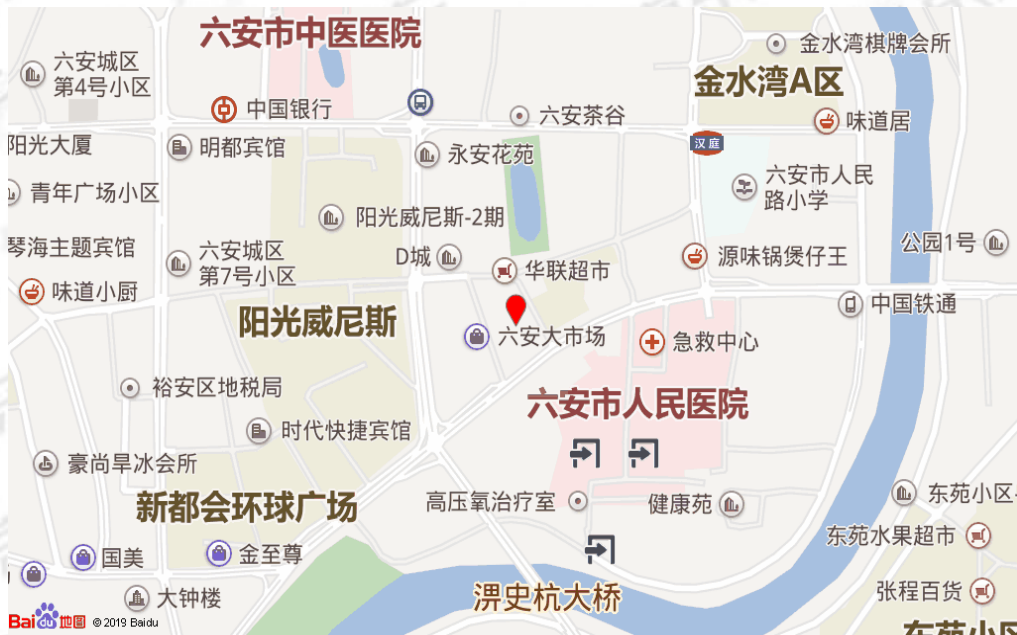 六安市中医医院
金水湾棋牌会所
六安城区
第4号小区
金水湾A区
中国银行
六安茶谷
味道居
阳光大厦
明都宾馆
永安花苑
汉庭
六安市人民
路小学
青年广场小区
阳光威尼斯-2期
琴海主题宾馆
六安城区
第7号小区
D城
华联超市
源味锅煲仔王
公园1号
味道小厨
阳光威尼斯
六安大市场
急救中心
中国铁通
裕安区地税局
六安市人民医院
时代快捷宾馆
豪尚旱冰会所
新都会环球广场
高压氧治疗室
健康苑
东苑小区
东苑水果超市
国美
金至尊
大钟楼
淠史杭大桥
张程百货
东苑小区
Bai du 地图 © 2019 Baidu